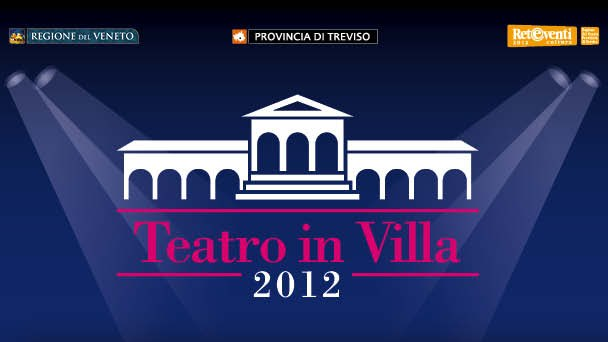 REGIONE DEL VENETO
PROVINCIA DI TREVISO
RetEventi
2012 cultura
Teatro in Villa
2012